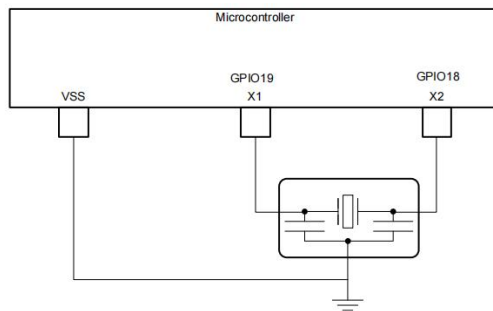 Microcontroller
GPIO19
GPIO18
VSS
X1
X2